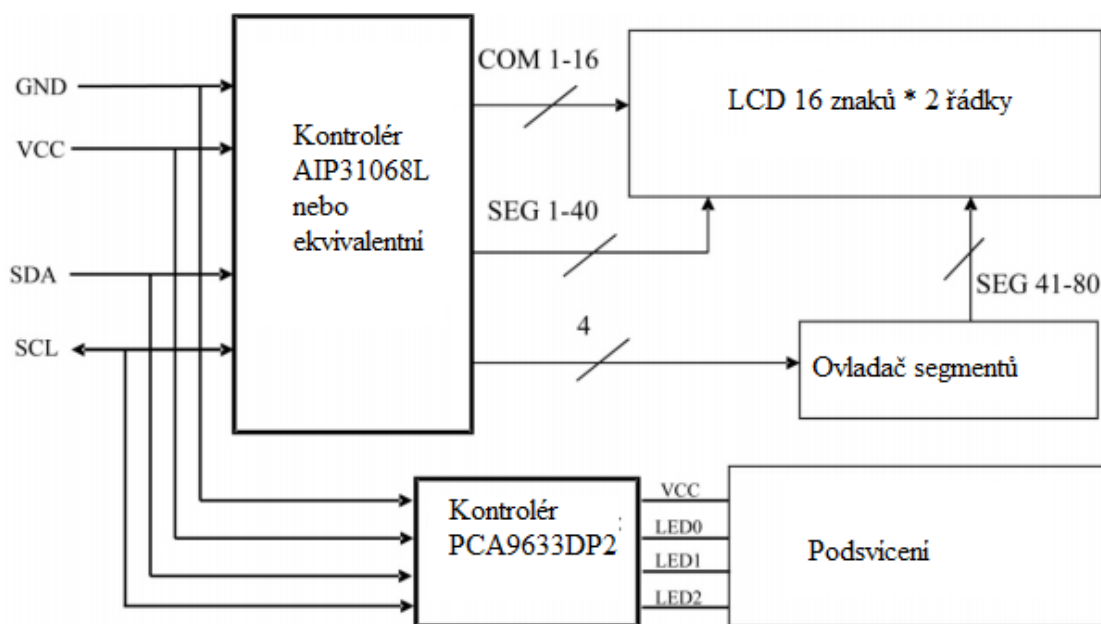 GND
VCC
SDA
SCL
Kontrolér
AIP31068L
nebo
ekvivalentní
COM 1-16
SEG 1-40
4
LCD 16 znaků * 2 řádky
SEG 41-80
Ovladač segmentů
Kontrolér
PCA9633DP2
:
VCC
LED0
LED1
LED2
Podsvícení